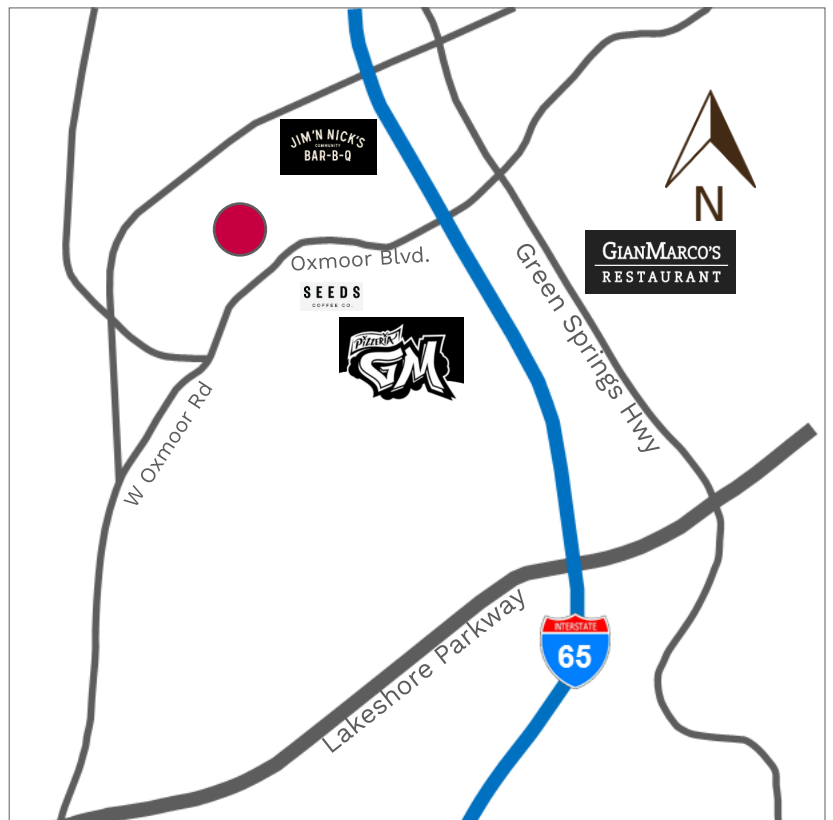 JIM 'N NICK'S
COMMUNITY
BAR-B-Q
N
GIANMARCO'S
RESTAURANT
Oxmoor Blvd.
SEEDS
COFFEE CO.
Green Springs Hwy
PIZZERIA
GM
W Oxmoor Rd
Lakeshore Parkway
INTERSTATE
65